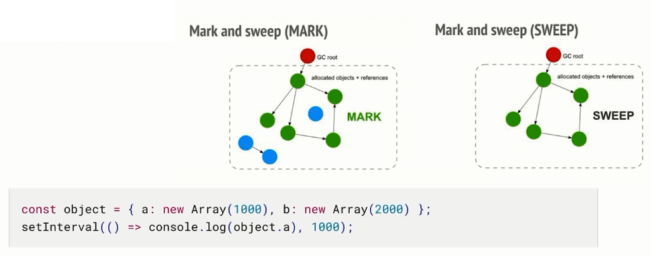 Mark and sweep (MARK)
GC root
allocated objects + references
MARK
Mark and sweep (SWEEP)
GC root
allocated objects + references
SWEEP
const object = { a: new Array(1000), b: new Array(2000) };
setInterval(() => console.log(object.a), 1000);